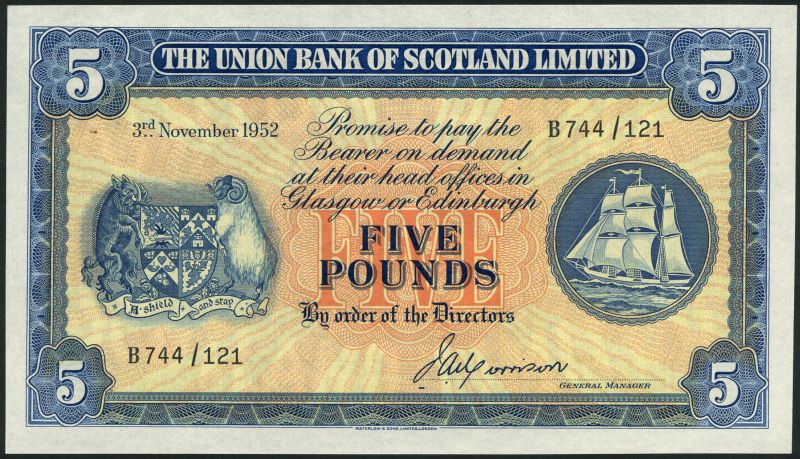 5 THE UNION BANK OF SCOTLAND LIMITED 5
3rd November 1952
Promise to pay the
Bearer on demand
at their head offices in
Glasgow or Edinburgh
B744/121
FIVE
FIVE
POUNDS
By order of the Directors
A shield and stay
B744/121
GENERAL MANAGER
5 5
WATERLOW & SONS LIMITED, LONDON